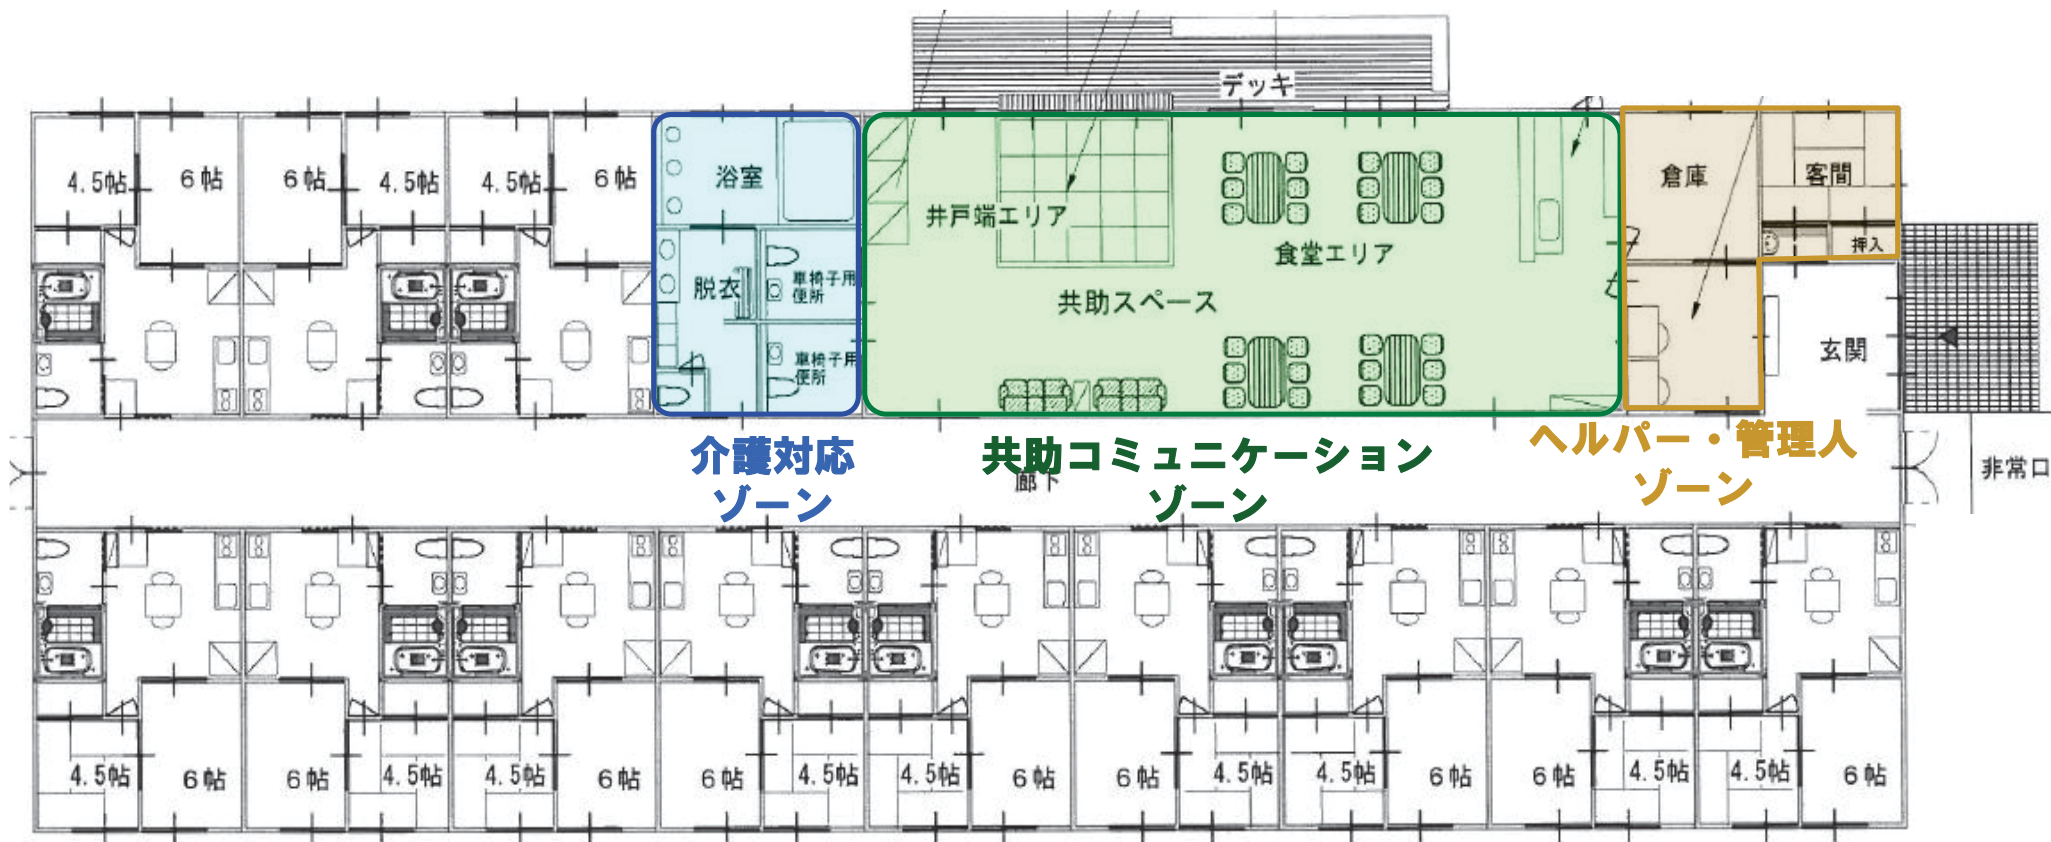 デッキ
4.5帖
6帖
6帖
4.5帖
4.5帖
6帖
浴室
脱衣
車椅子用
便所
車椅子用
便所
井戸端エリア
食堂エリア
共助スペース
倉庫
客間
押入
玄関
介護対応
ゾーン
共助コミュニケーション
ゾーン
ヘルパー・管理人
ゾーン
廊下
非常口
4.5帖
6帖
6帖
4.5帖
4.5帖
6帖
6帖
4.5帖
4.5帖
6帖
6帖
4.5帖
4.5帖
6帖
6帖
4.5帖
4.5帖
6帖